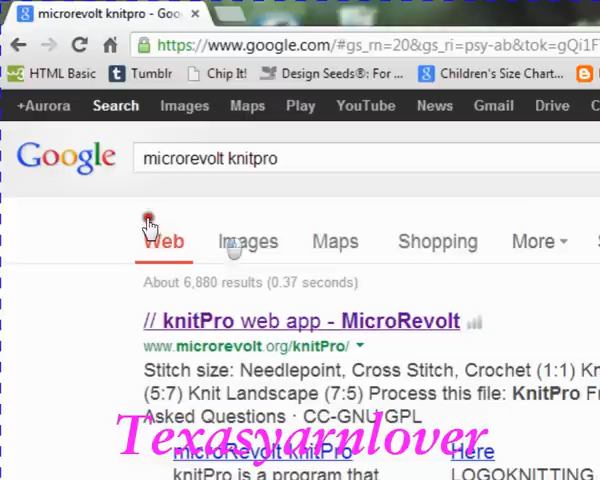 microrevolt knitpro - Goo
https://www.google.com/#gs_rn=20&gs_ri=psy-ab&tok=gQi1F
HTML Basic Tumblr Chip It! Design Seeds®: For ... Children's Size Chart...
+Aurora Search Images Maps Play YouTube News Gmail Drive C
Google microrevolt knitpro
Web Images Maps Shopping More
About 6,880 results (0.37 seconds)
// knitPro web app - MicroRevolt
www.microrevolt.org/knitPro/
Stitch size: Needlepoint, Cross Stitch, Crochet (1:1) Kn
(5:7) Knit Landscape (7:5) Process this file: KnitPro F
Asked Questions · CC-GNU GPL
Texasyarnlover
microRevolt knitPro Here
knitPro is a program that LOGOKNITTING